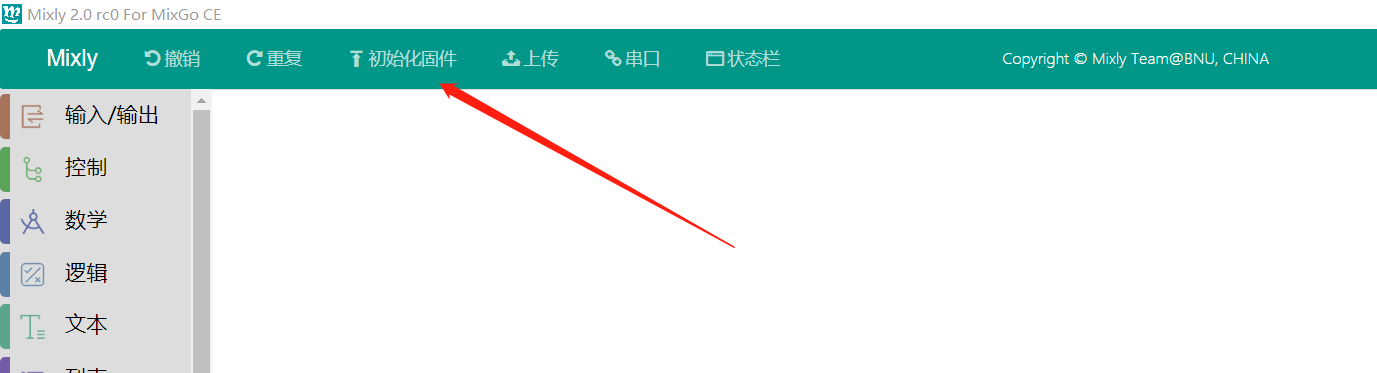 Mixly 2.0 rc0 For MixGo CE
Mixly 撤销 重复 初始化固件 上传 串口 状态栏 Copyright © Mixly Team@BNU, CHINA
输入/输出
控制
数学
逻辑
文本